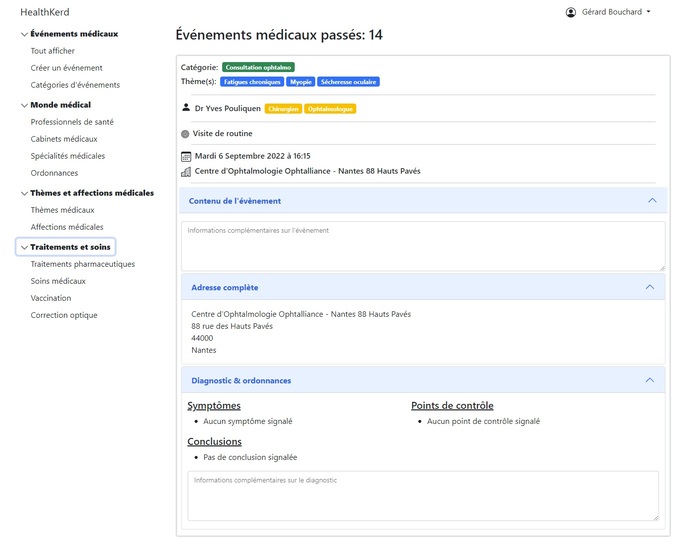 HealthKerd
Gérard Bouchard
Événements médicaux
Tout afficher
Créer un événement
Catégories d'événements
Monde médical
Professionnels de santé
Cabinets médicaux
Spécialités médicales
Ordonnances
Thèmes et affections médicales
Thèmes médicaux
Affections médicales
Traitements et soins
Traitements pharmaceutiques
Soins médicaux
Vaccination
Correction optique
Événements médicaux passés: 14
Catégorie: Consultation ophtalmo
Thème(s): Fatigues chroniques Myopie Sécheresse oculaire
Dr Yves Pouliquen Chirurgien Ophtalmologue
Visite de routine
Mardi 6 Septembre 2022 à 16:15
Centre d'Ophtalmologie Ophtalliance - Nantes 88 Hauts Pavés
Contenu de l'évènement
Informations complémentaires sur l'évènement
Adresse complète
Centre d'Ophtalmologie Ophtalliance - Nantes 88 Hauts Pavés
88 rue des Hauts Pavés
44000
Nantes
Diagnostic & ordonnances
Symptômes
Aucun symptôme signalé
Points de contrôle
Aucun point de contrôle signalé
Conclusions
Pas de conclusion signalée
Informations complémentaires sur le diagnostic